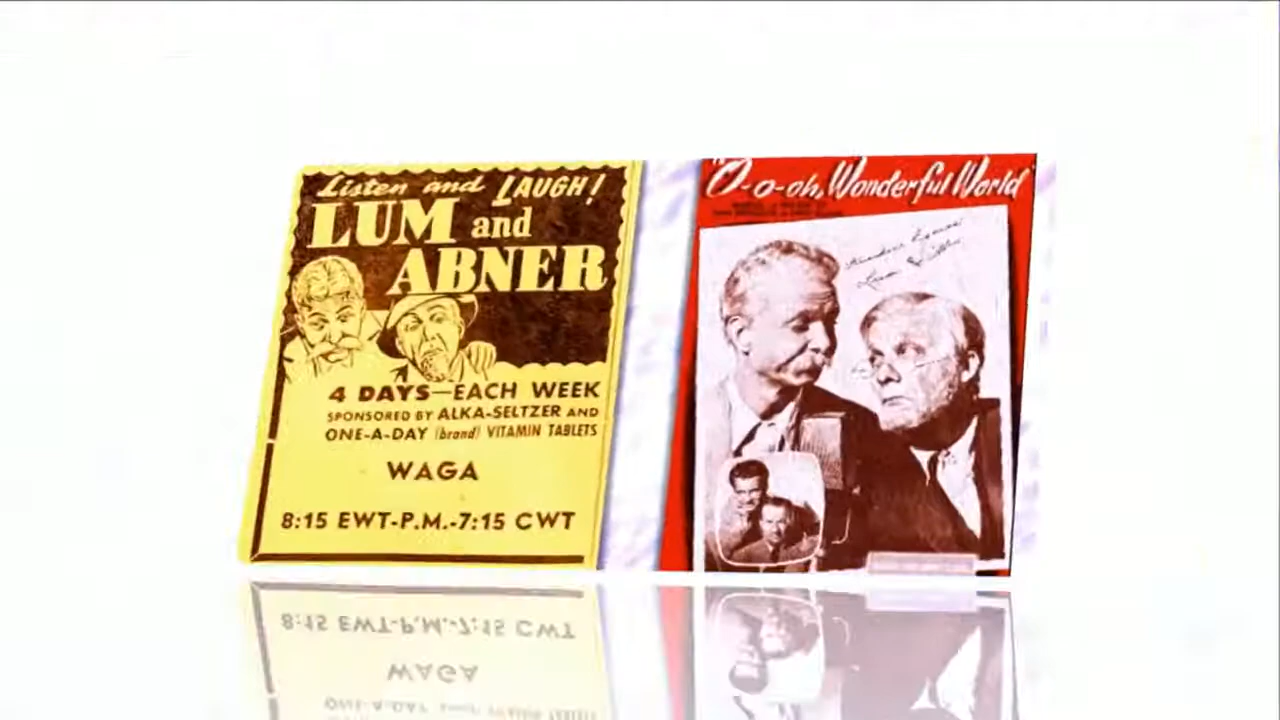 Listen and LAUGH!
LUM and
ABNER
4 DAYS—EACH WEEK
SPONSORED BY ALKA-SELTZER AND
ONE-A-DAY (brand) VITAMIN TABLETS
WAGA
8:15 EWT-P.M.-7:15 CWT
"O-o-oh, Wonderful World